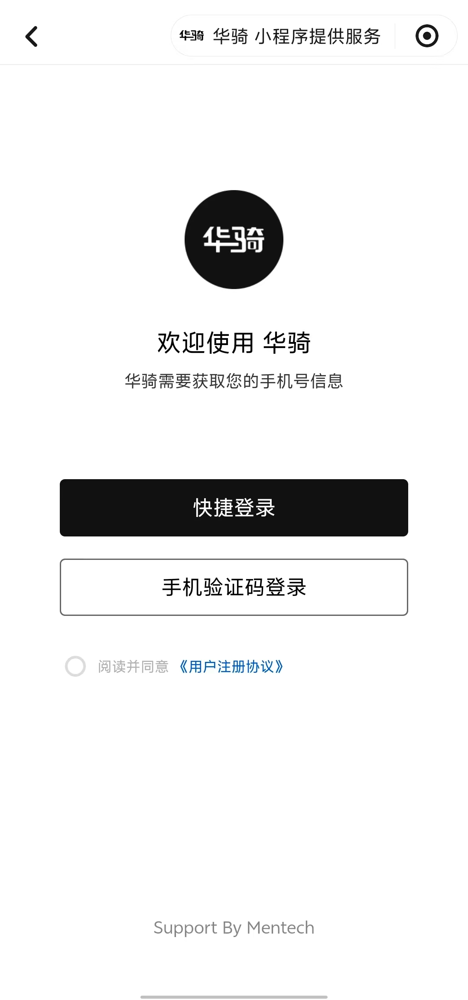 华骑 华骑 小程序提供服务
华骑
欢迎使用 华骑
华骑需要获取您的手机号信息
快捷登录
手机验证码登录
阅读并同意 《用户注册协议》
Support By Mentech